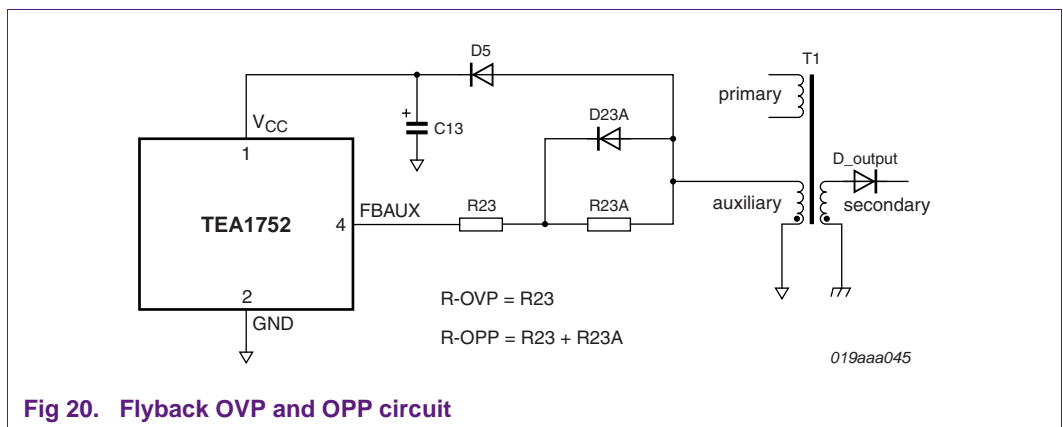 D5
T1
primary
D23A
+
C13
VCC
1
D_output
FBAUX
R23
R23A
auxiliary
secondary
TEA1752
4
R-OVP = R23
2
GND
R-OPP = R23 + R23A
019aaa045
Fig 20. Flyback OVP and OPP circuit